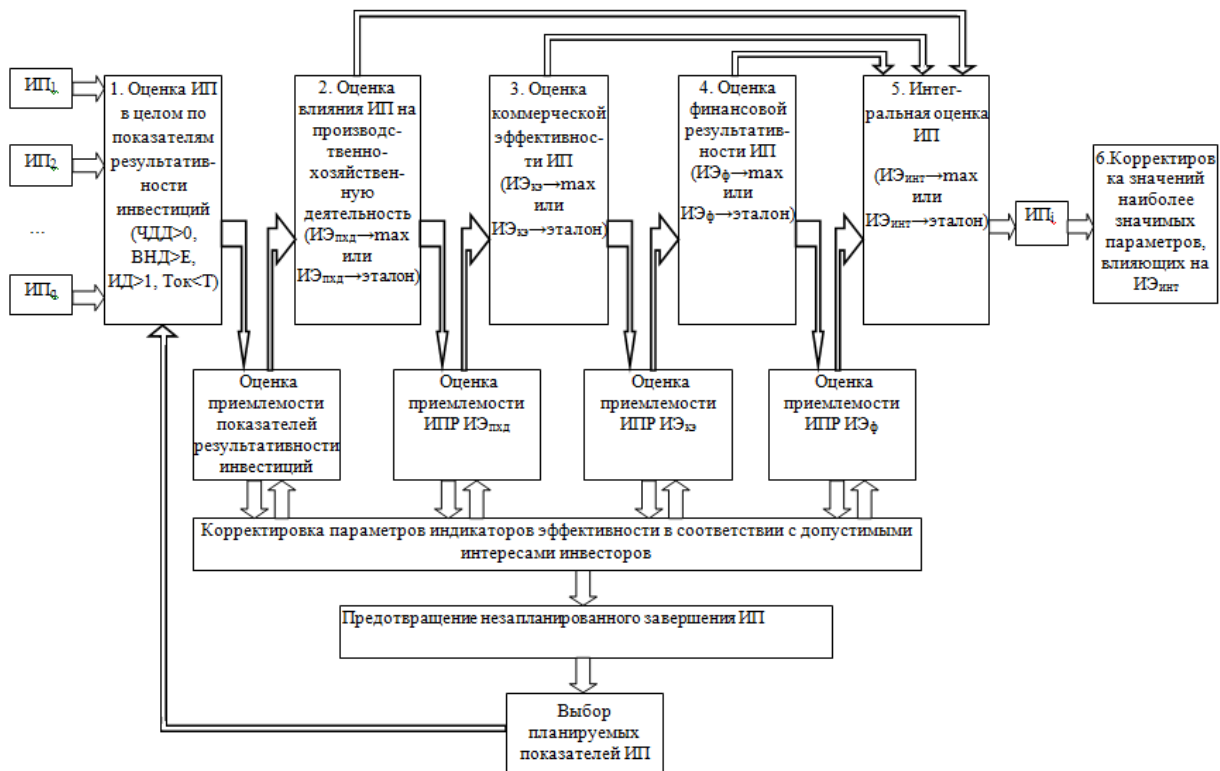 ИП1
ИП2
...
ИПq
1. Оценка ИП
в целом по
показателям
результатив-
ности
инвестиций
(ЧДД>0,
ВНД>Е,
ИД>1, Ток<Т)
2. Оценка
влияния ИП на
производс-
твенно-
хозяйствен-
ную
деятельность
(ИЭпхд→max
или
ИЭпхд→эталон)
3. Оценка
коммерческой
эффективнос-
ти ИП
(ИЭкэ→max
или
ИЭкэ→эталон)
4. Оценка
финансовой
результатив-
ности ИП
(ИЭф→max
или
ИЭф→эталон)
5. Интег-
ральная оценка
ИП
(ИЭинт→max
или
ИЭинт→эталон)
ИПi
6.Корректиров
ка значений
наиболее
значимых
параметров,
влияющих на
ИЭинт
Оценка
приемлемости
показателей
результативности
инвестиций
Оценка
приемлемости
ИПР ИЭпхд
Оценка
приемлемости
ИПР ИЭкэ
Оценка
приемлемости
ИПР ИЭф
Корректировка параметров индикаторов эффективности в соответствии с допустимыми
интересами инвесторов
Предотвращение незапланированного завершения ИП
Выбор
планируемых
показателей ИП